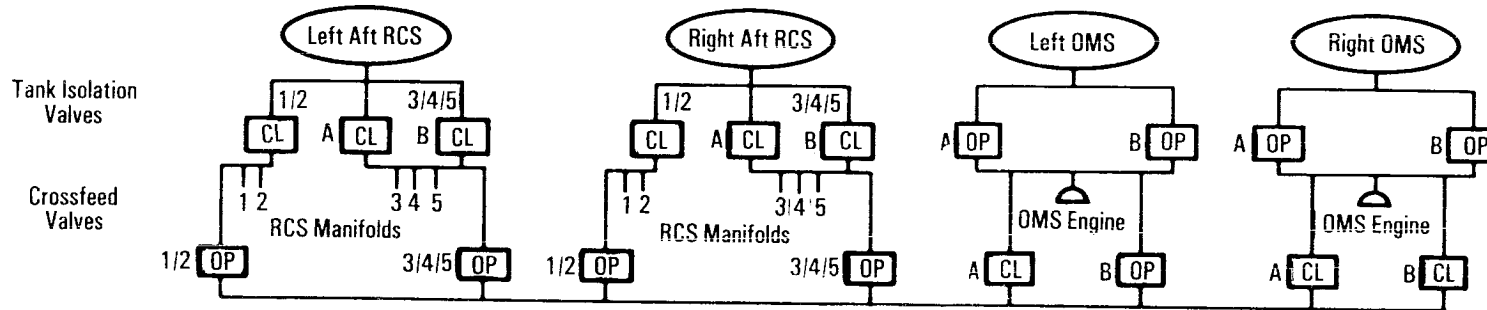 Left Aft RCS
Right Aft RCS
Left OMS
Right OMS
Tank Isolation
Valves
1/2
3/4/5
1/2
3/4/5
CL
A
CL
B
CL
CL
A
CL
B
CL
A
OP
B
OP
A
OP
B
OP
Crossfeed
Valves
1 2
3 4 5
1 2
3 4 5
RCS Manifolds
RCS Manifolds
OMS Engine
OMS Engine
1/2
OP
3/4/5
OP
1/2
OP
3/4/5
OP
A
CL
B
OP
A
CL
B
CL